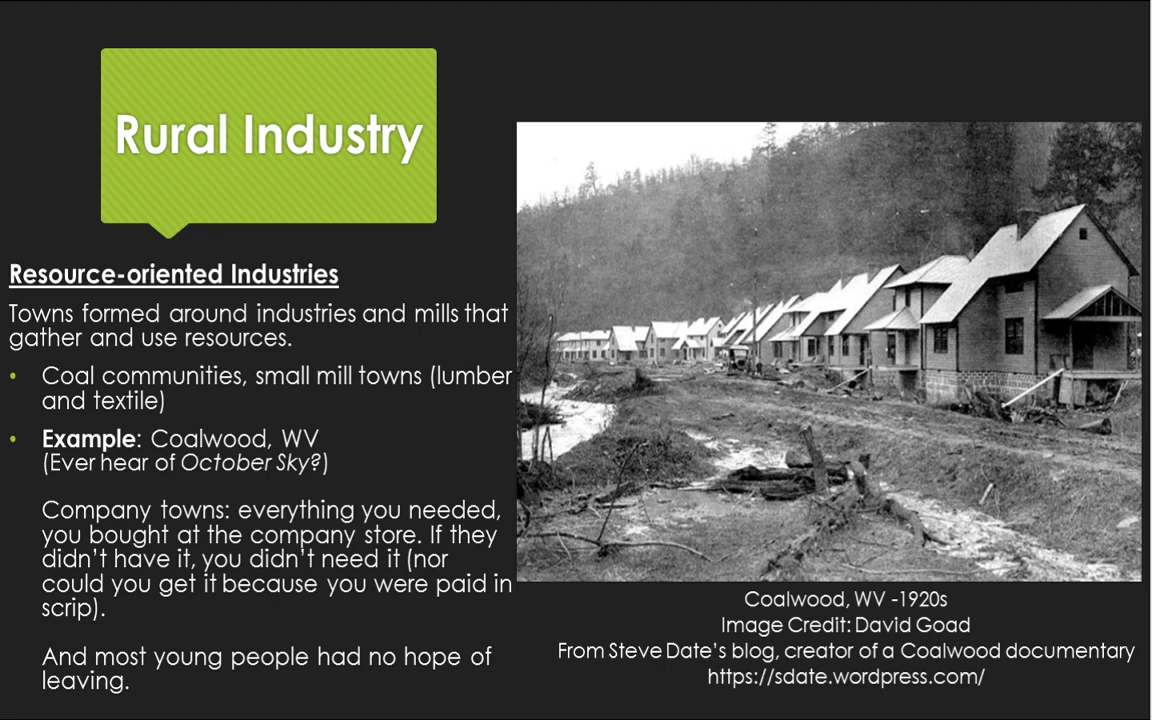 Rural Industry
Resource-oriented Industries
Towns formed around industries and mills that
gather and use resources.
• Coal communities, small mill towns (lumber
and textile)
• Example: Coalwood, WV
(Ever hear of October Sky?)
Company towns: everything you needed,
you bought at the company store. If they
didn't have it, you didn't need it (nor
could you get it because you were paid in
scrip).
And most young people had no hope of
leaving.
Coalwood, WV -1920s
Image Credit: David Goad
From Steve Date's blog, creator of a Coalwood documentary
https://sdate.wordpress.com/